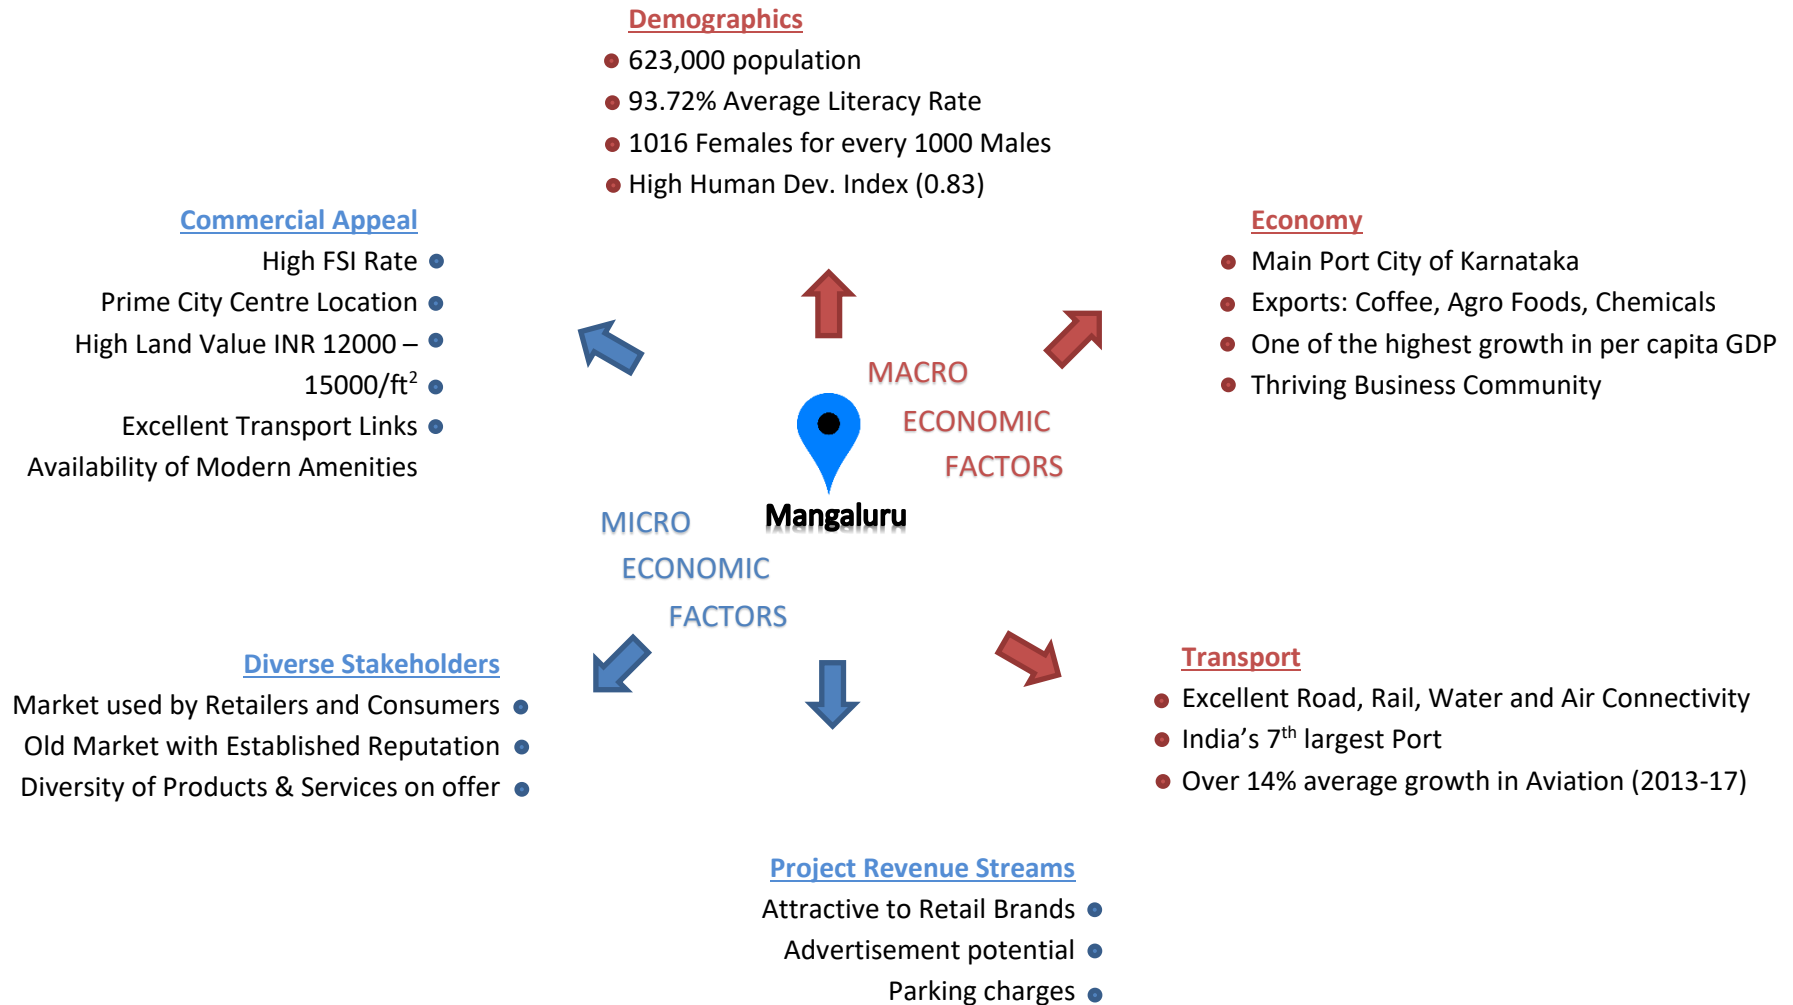 Demographics
623,000 population
93.72% Average Literacy Rate
1016 Females for every 1000 Males
High Human Dev. Index (0.83)
Commercial Appeal
High FSI Rate
Prime City Centre Location
High Land Value INR 12000 –
15000/ft²
Excellent Transport Links
Availability of Modern Amenities
Economy
Main Port City of Karnataka
Exports: Coffee, Agro Foods, Chemicals
One of the highest growth in per capita GDP
Thriving Business Community
MACRO
ECONOMIC
FACTORS
Mangaluru
MICRO
ECONOMIC
FACTORS
Diverse Stakeholders
Market used by Retailers and Consumers
Old Market with Established Reputation
Diversity of Products & Services on offer
Transport
Excellent Road, Rail, Water and Air Connectivity
India’s 7th largest Port
Over 14% average growth in Aviation (2013-17)
Project Revenue Streams
Attractive to Retail Brands
Advertisement potential
Parking charges